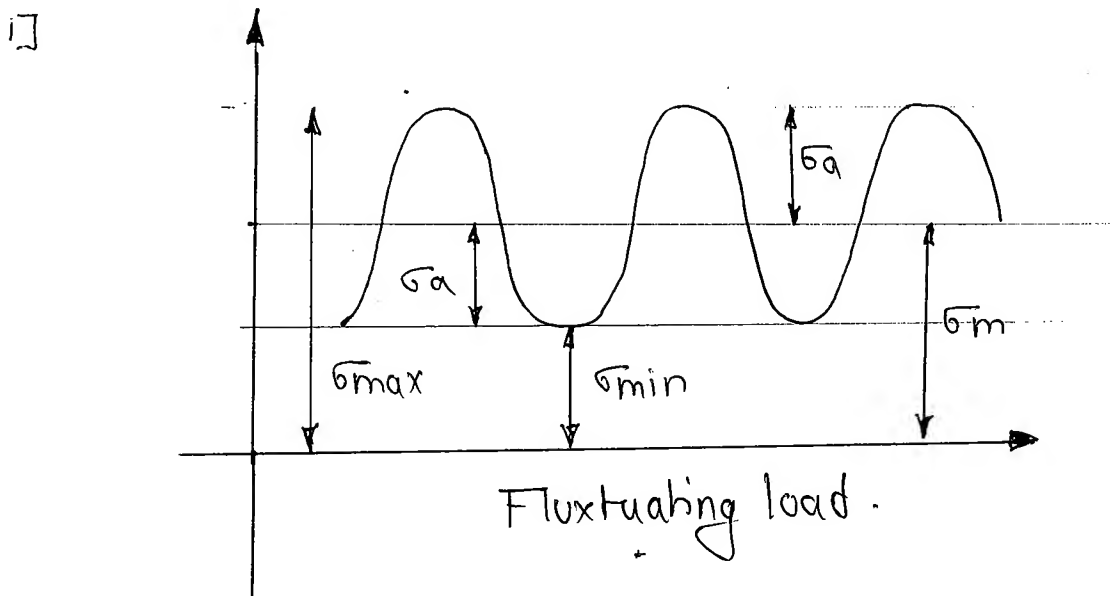 i]
σa
σa
σm
σmax
σmin
Fluxtuating load.